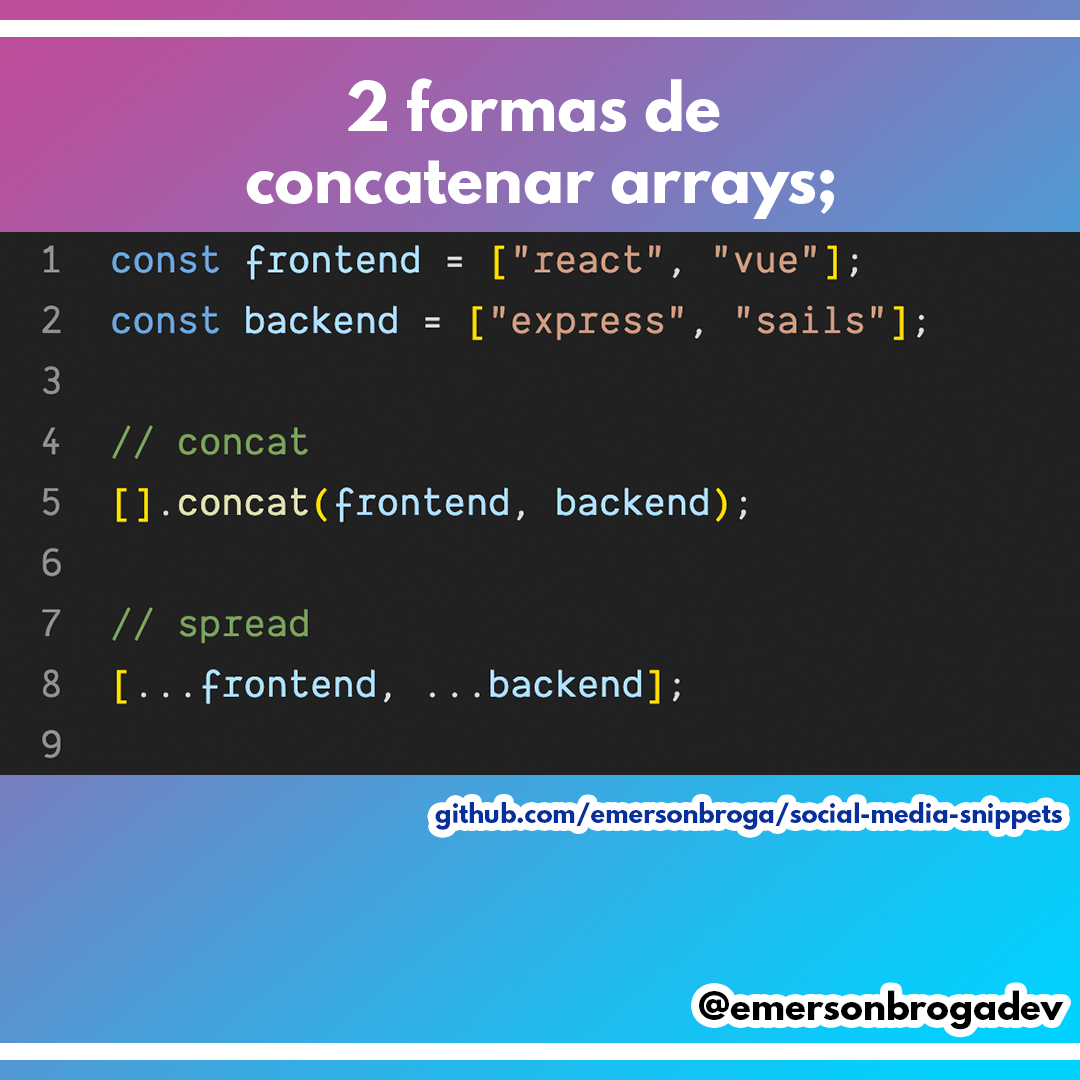 2 formas de
concatenar arrays;
1 const frontend = ["react", "vue"];
2 const backend = ["express", "sails"];
3
4 // concat
5 [].concat(frontend, backend);
6
7 // spread
8 [...frontend, ...backend];
9
github.com/emersonbroga/social-media-snippets
@emersonbrogadev